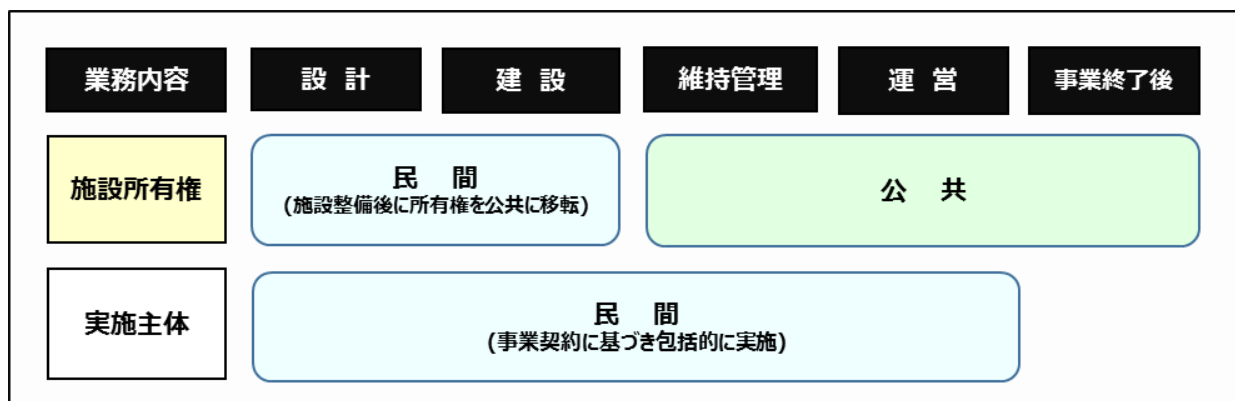 業務内容 設計 建設 維持管理 運営 事業終了後
施設所有権
民間
(施設整備後に所有権を公共に移転)
公共
実施主体
民間
(事業契約に基づき包括的に実施)